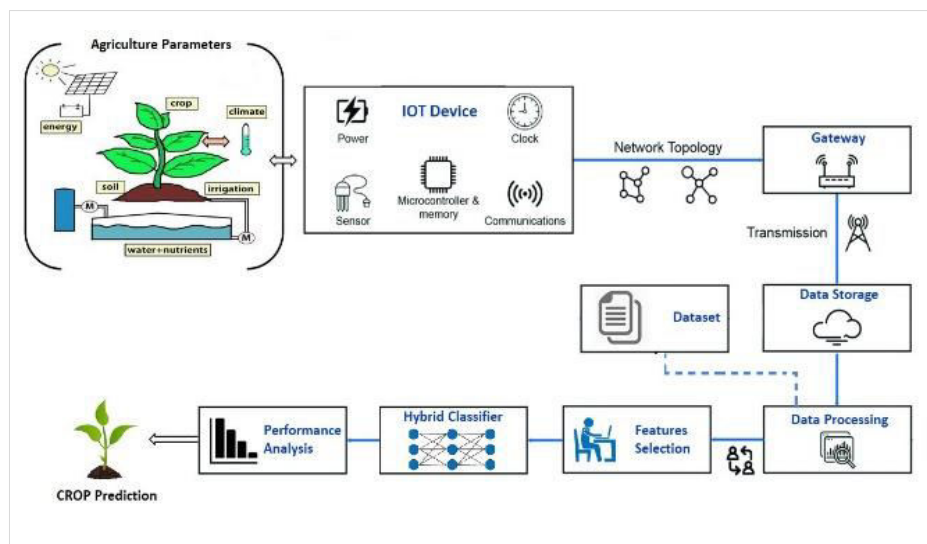 Agriculture Parameters
crop
climate
energy
soil
irrigation
M
M
water+nutrients
IOT Device
Power
Clock
Sensor
Microcontroller &
memory
Communications
Network Topology
Gateway
Transmission
Data Storage
Dataset
Data Processing
Features
Selection
Hybrid Classifier
Performance
Analysis
CROP Prediction